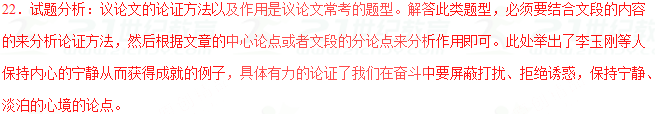 22．试题分析：议论文的论证方法以及作用是议论文常考的题型。解答此类题型，必须要结合文段的内容
的来分析论证方法，然后根据文章的中心论点或者文段的分论点来分析作用即可。此处举出了李玉刚等人
保持内心的宁静从而获得成就的例子，具体有力的论证了我们在奋斗中要屏蔽打扰、拒绝诱惑，保持宁静、
淡泊的心境的论点。